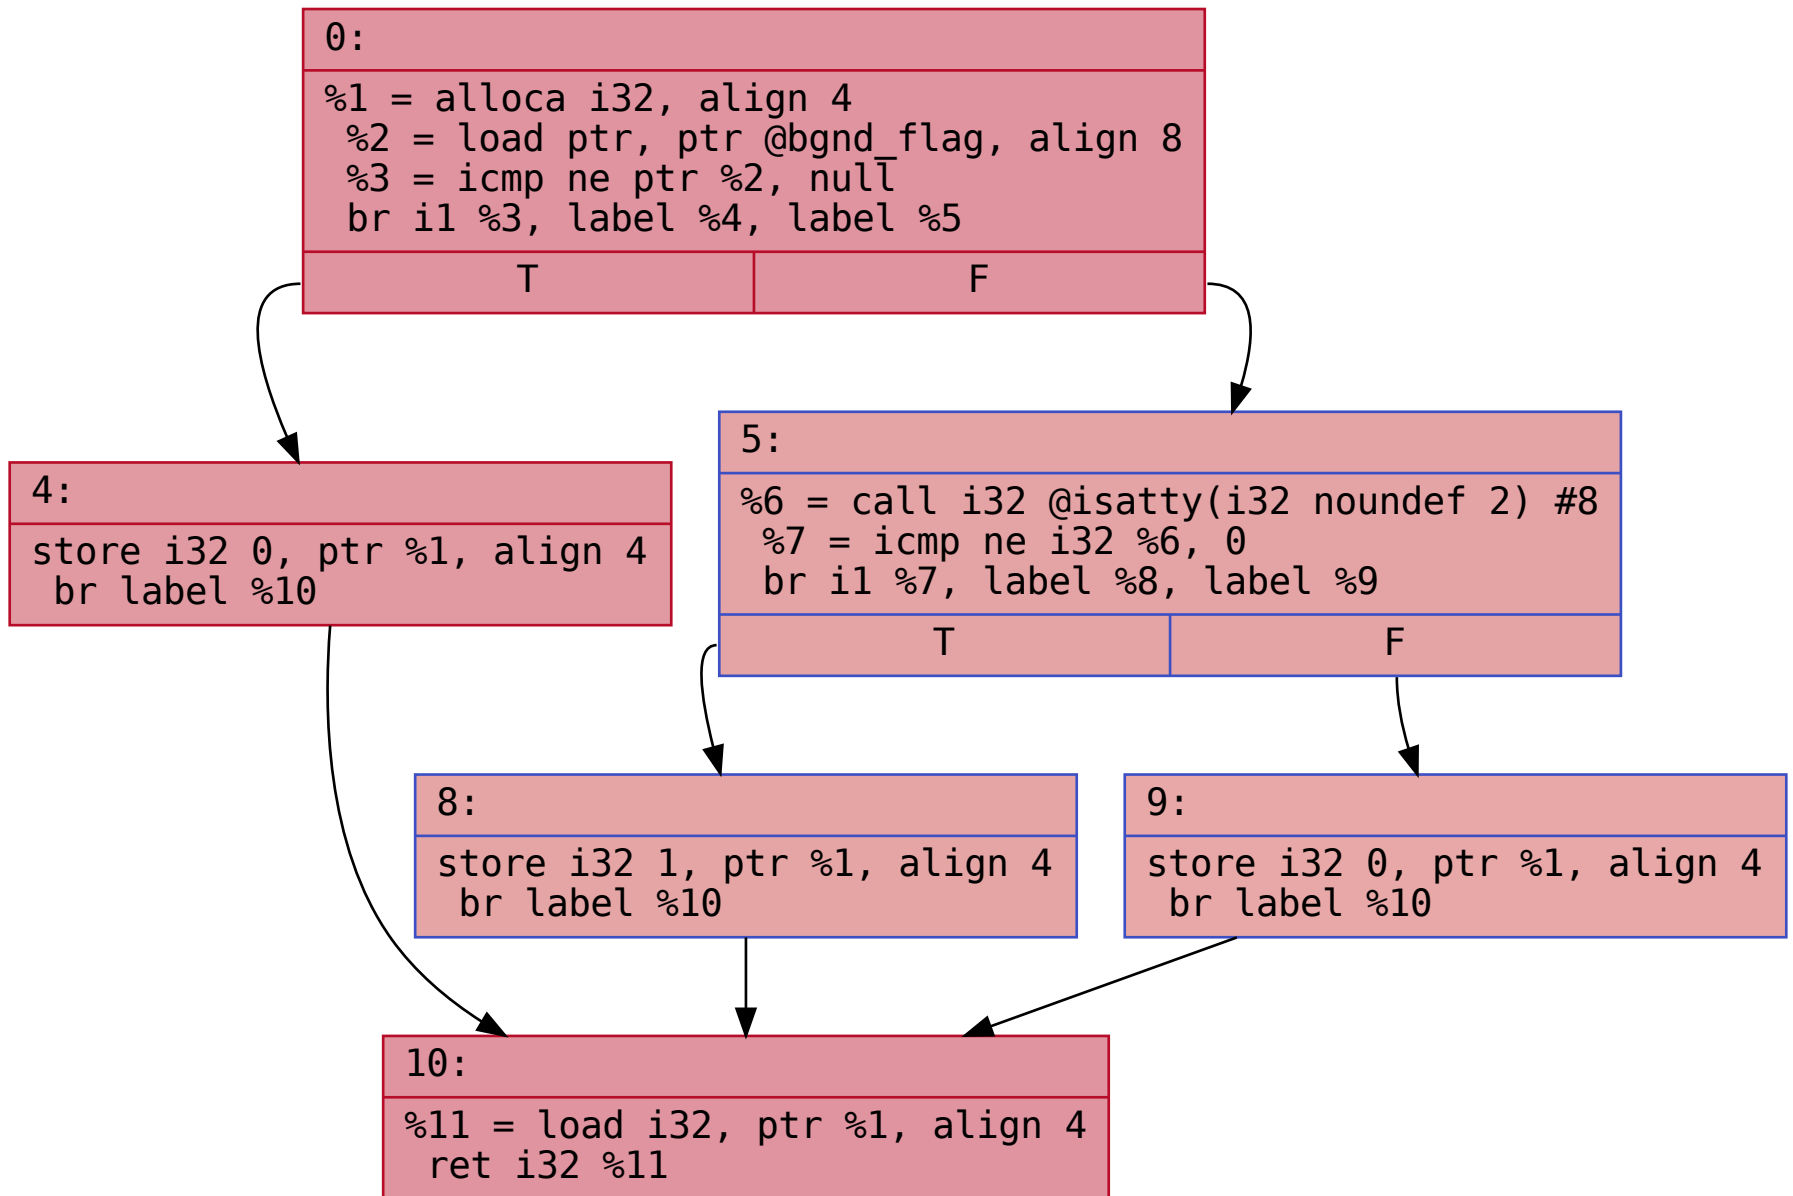 0:
%1 = alloca i32, align 4
%2 = load ptr, ptr @bgnd_flag, align 8
%3 = icmp ne ptr %2, null
br i1 %3, label %4, label %5
T F
4:
store i32 0, ptr %1, align 4
br label %10
5:
%6 = call i32 @isatty(i32 noundef 2) #8
%7 = icmp ne i32 %6, 0
br i1 %7, label %8, label %9
T F
8:
store i32 1, ptr %1, align 4
br label %10
9:
store i32 0, ptr %1, align 4
br label %10
10:
%11 = load i32, ptr %1, align 4
ret i32 %11